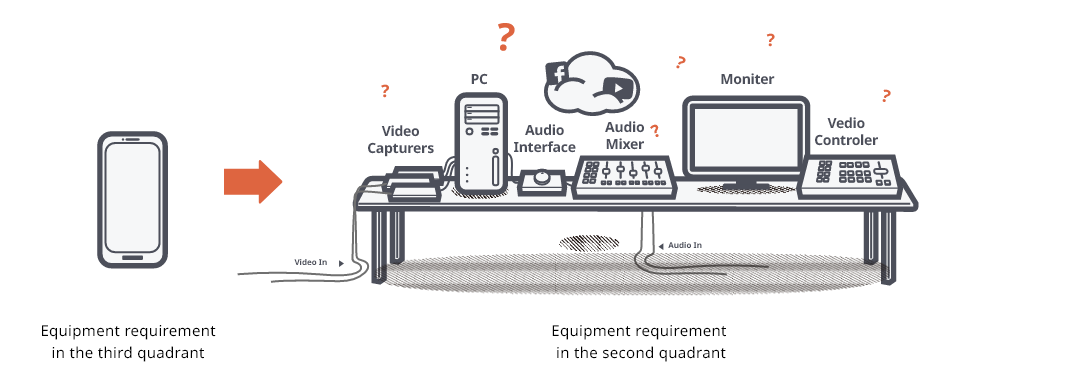 ?
?
?
?
?
PC
Moniter
Video
Capturers
Audio
Interface
Audio
Mixer
?
Vedio
Controler
Video In
Audio In
Equipment requirement
in the third quadrant
Equipment requirement
in the second quadrant